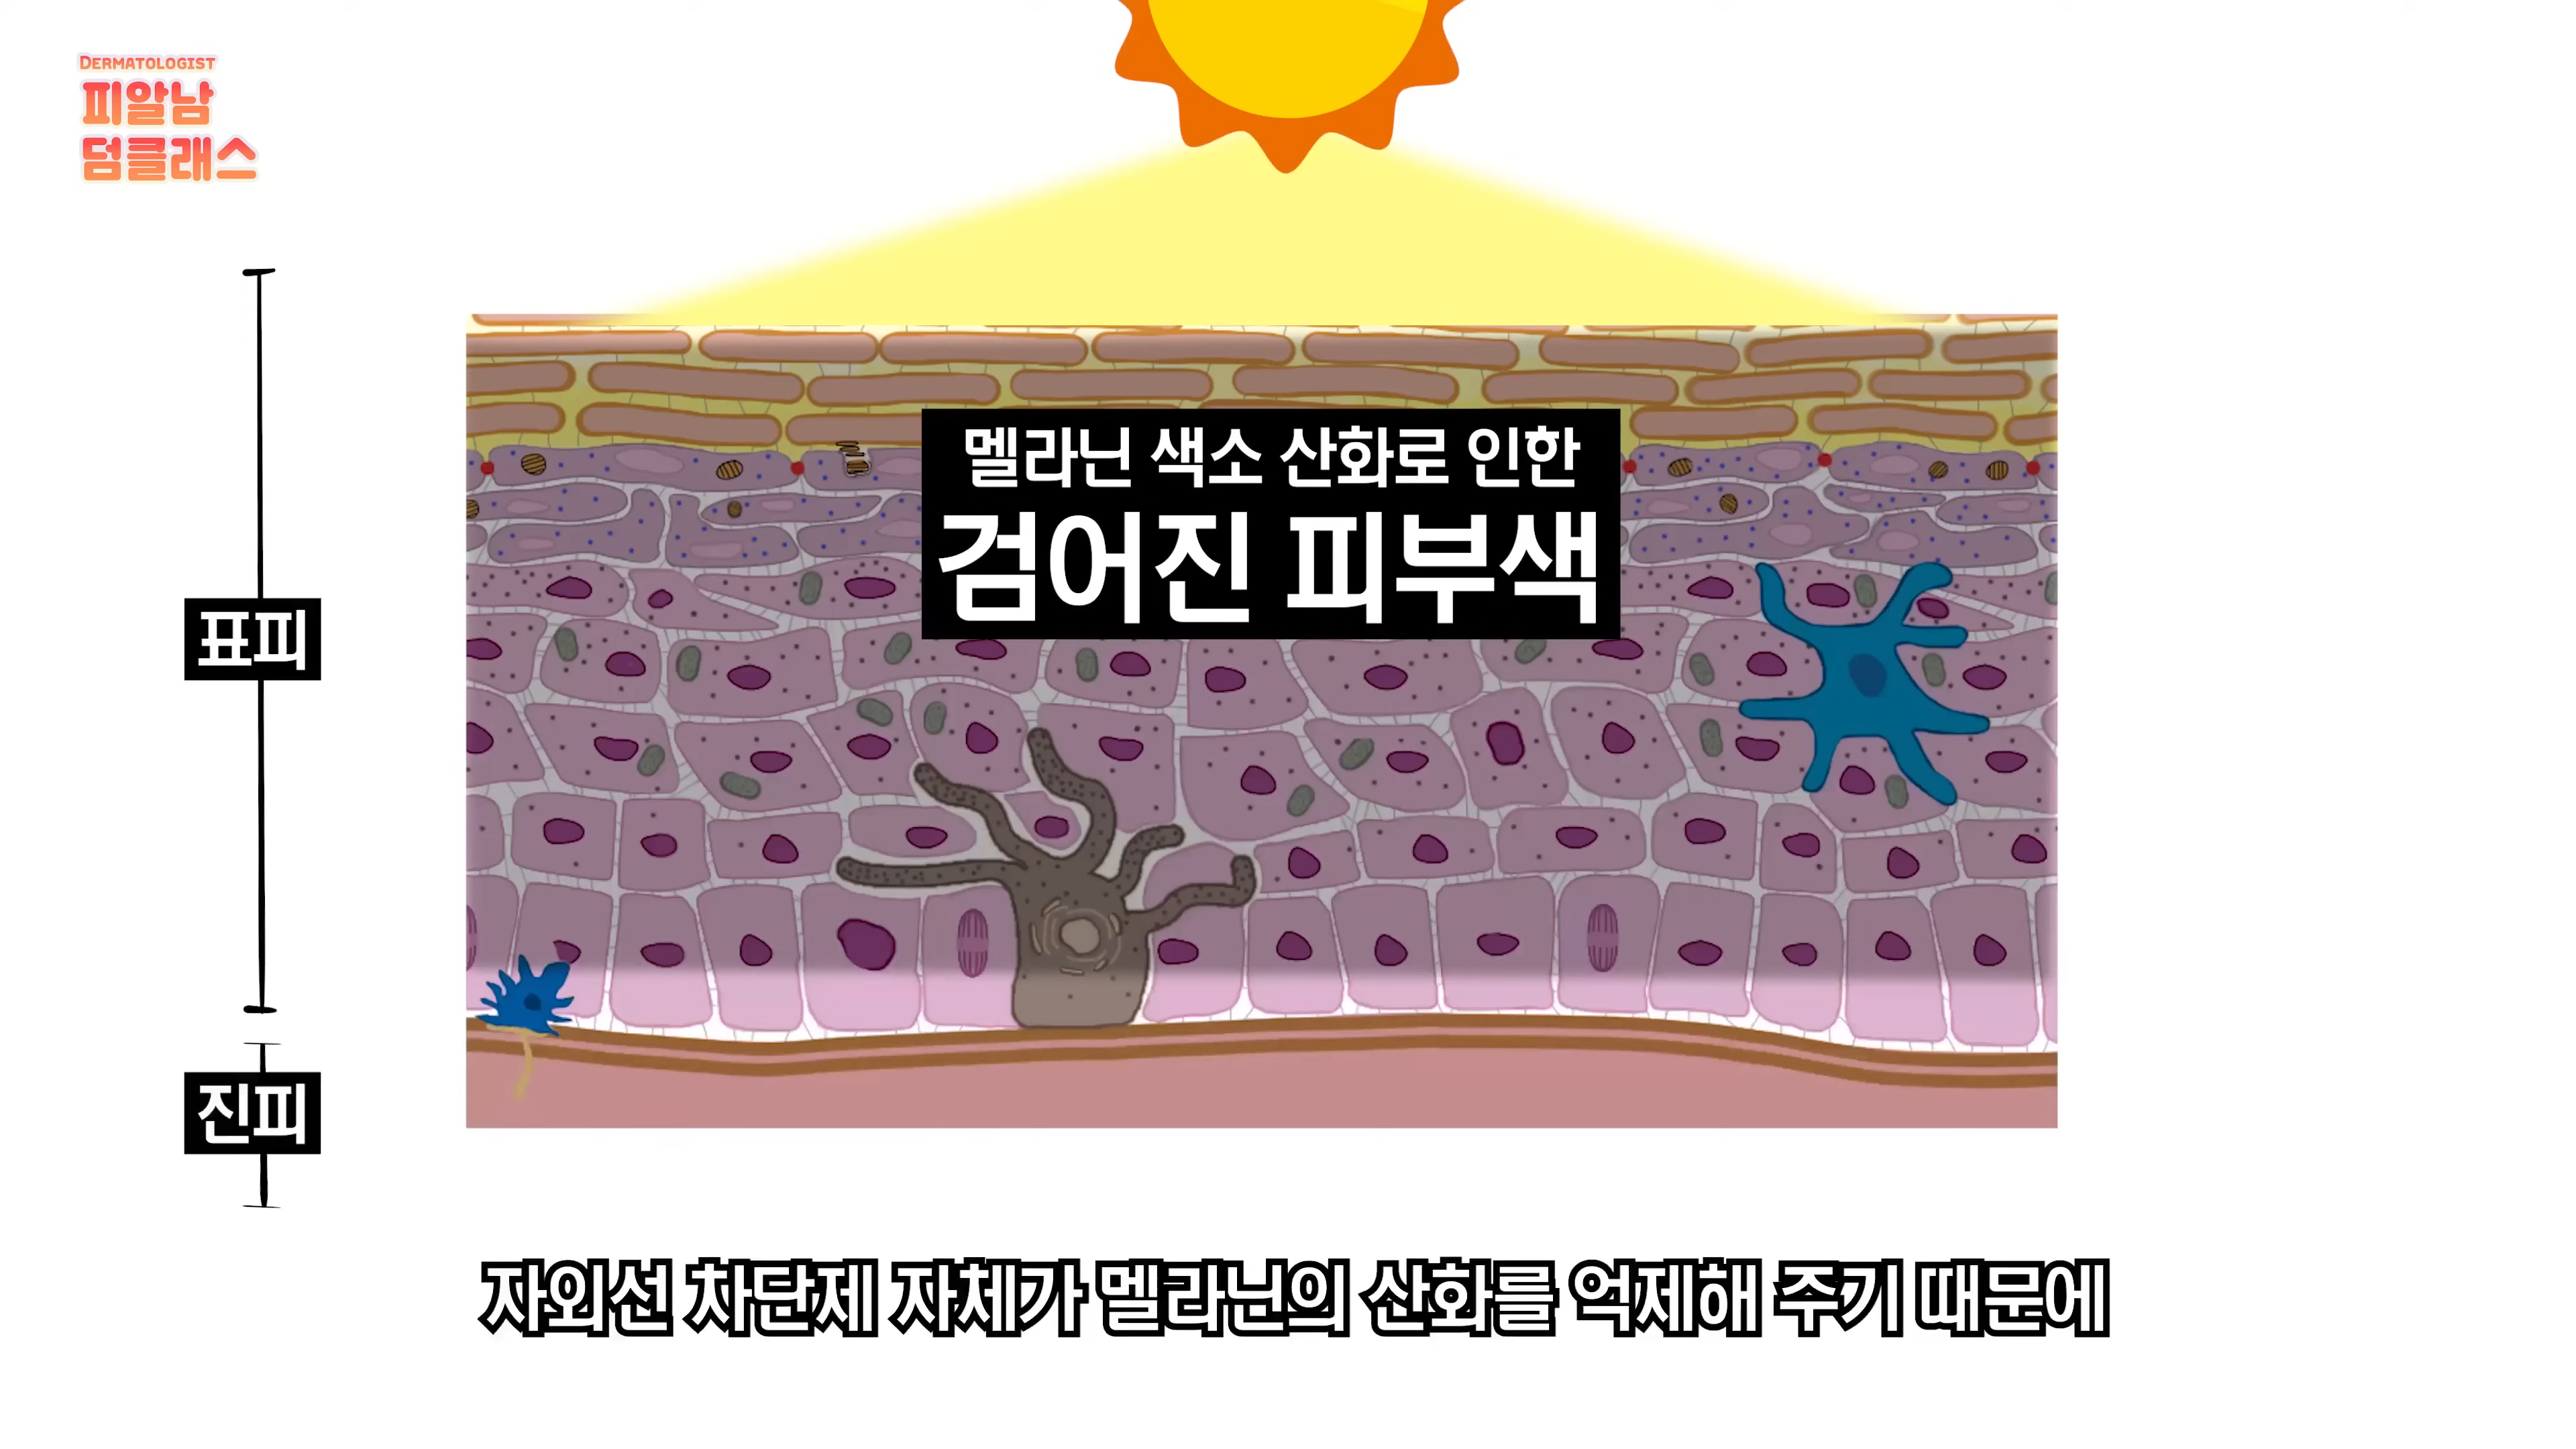 DERMATOLOGIST
피알남
덤클래스
멜라닌 색소 산화로 인한
검어진 피부색
표피
진피
자외선 차단제 자체가 멜라닌의 산화를 억제해 주기 때문에